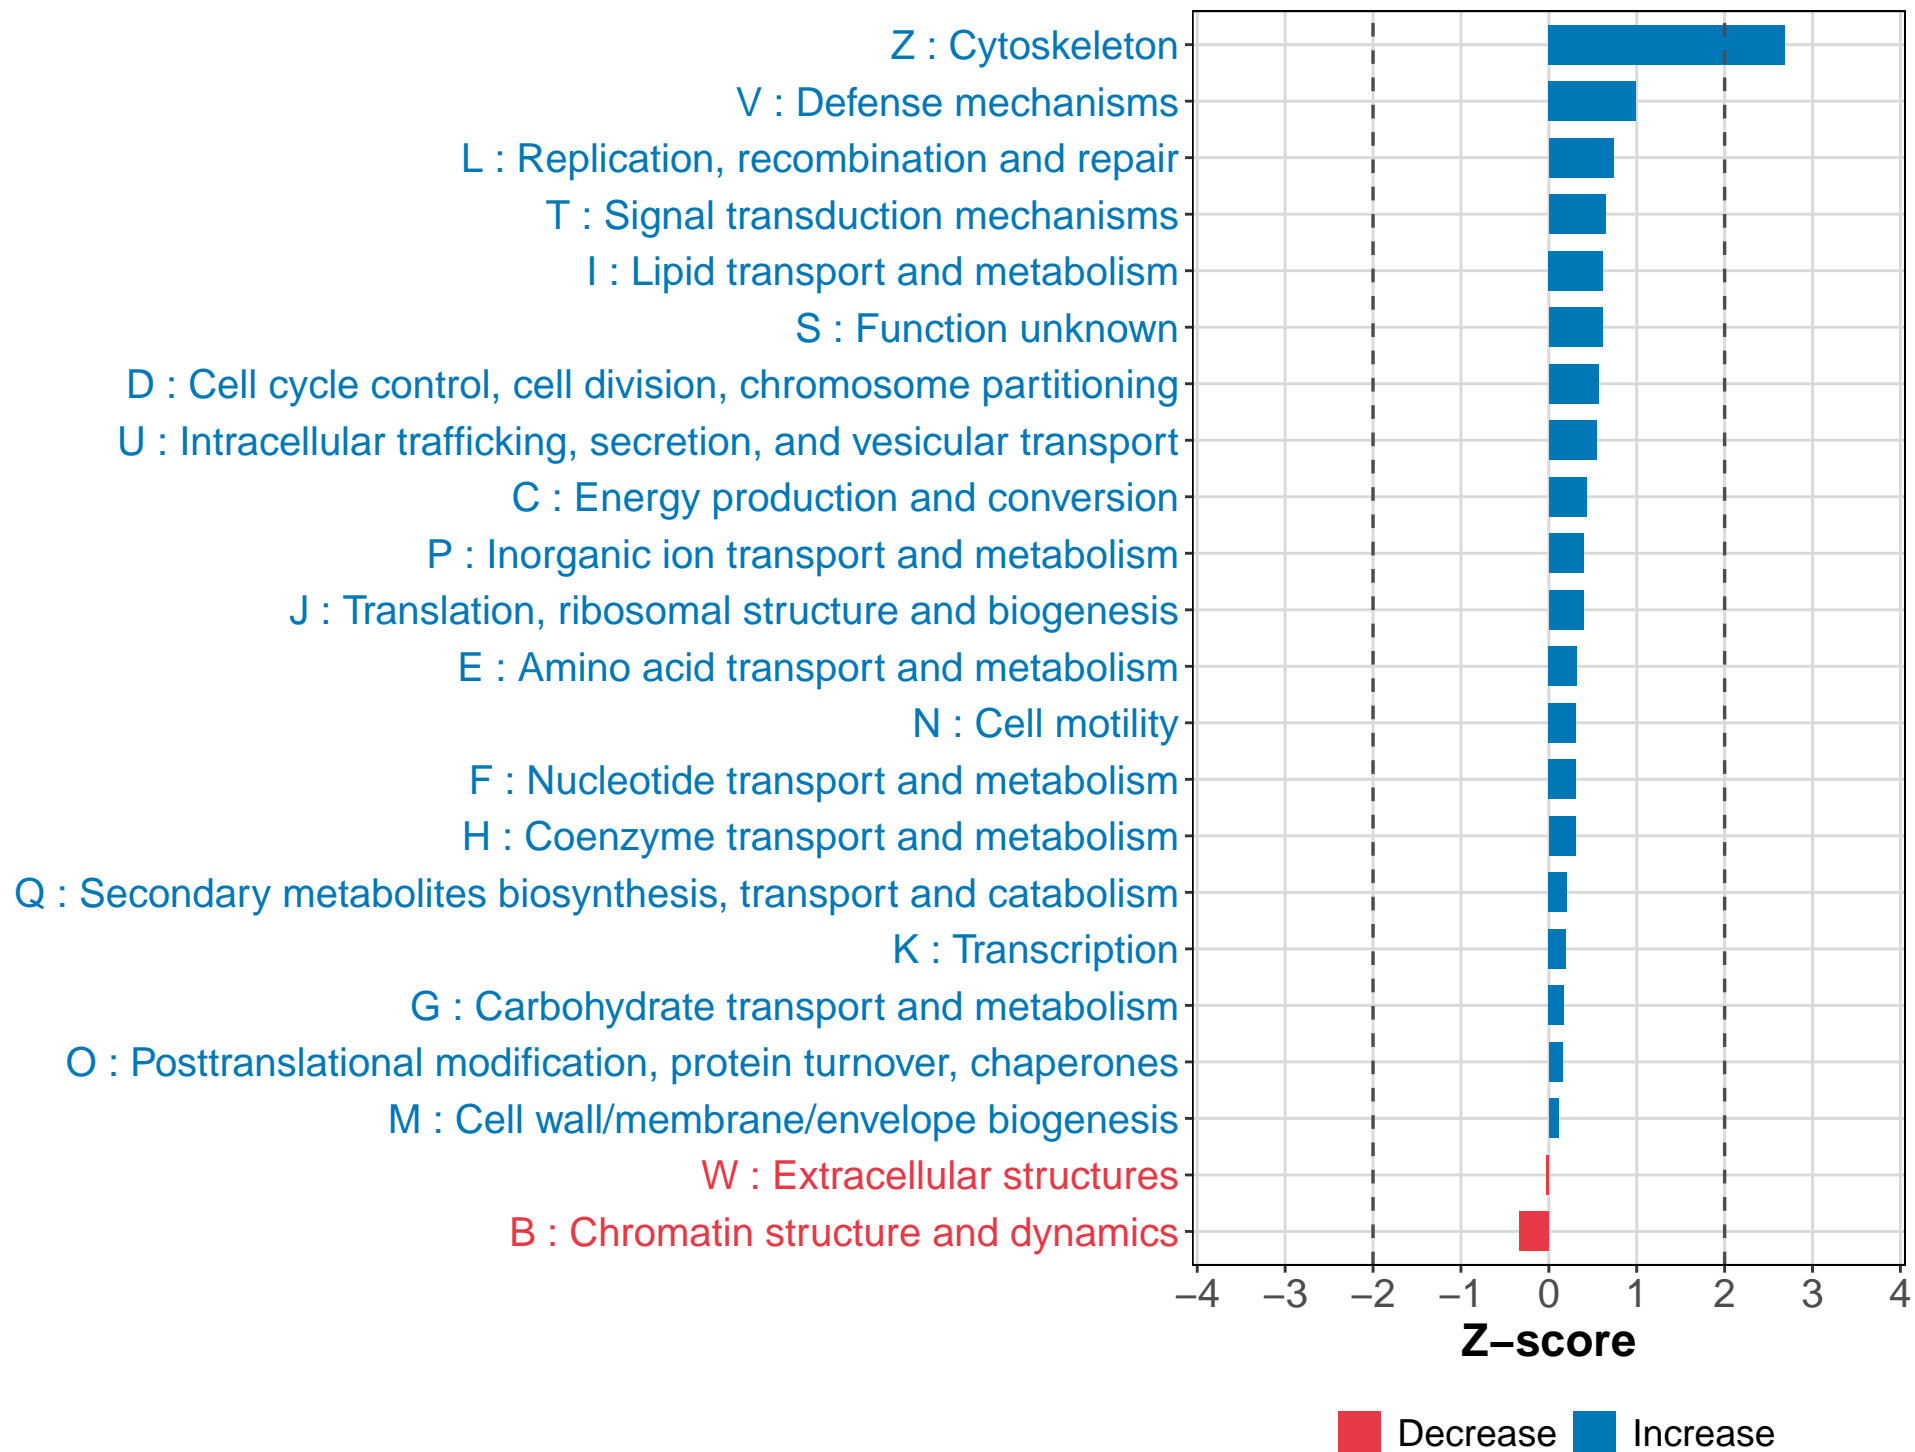 Z : Cytoskeleton
V : Defense mechanisms
L : Replication, recombination and repair
T : Signal transduction mechanisms
I : Lipid transport and metabolism
S : Function unknown
D : Cell cycle control, cell division, chromosome partitioning
U : Intracellular trafficking, secretion, and vesicular transport
C : Energy production and conversion
P : Inorganic ion transport and metabolism
J : Translation, ribosomal structure and biogenesis
E : Amino acid transport and metabolism
N : Cell motility
F : Nucleotide transport and metabolism
H : Coenzyme transport and metabolism
Q : Secondary metabolites biosynthesis, transport and catabolism
K : Transcription
G : Carbohydrate transport and metabolism
O : Posttranslational modification, protein turnover, chaperones
M : Cell wall/membrane/envelope biogenesis
W : Extracellular structures
B : Chromatin structure and dynamics
−4 −3 −2 −1 0 1 2 3 4
Z−score
Decrease Increase